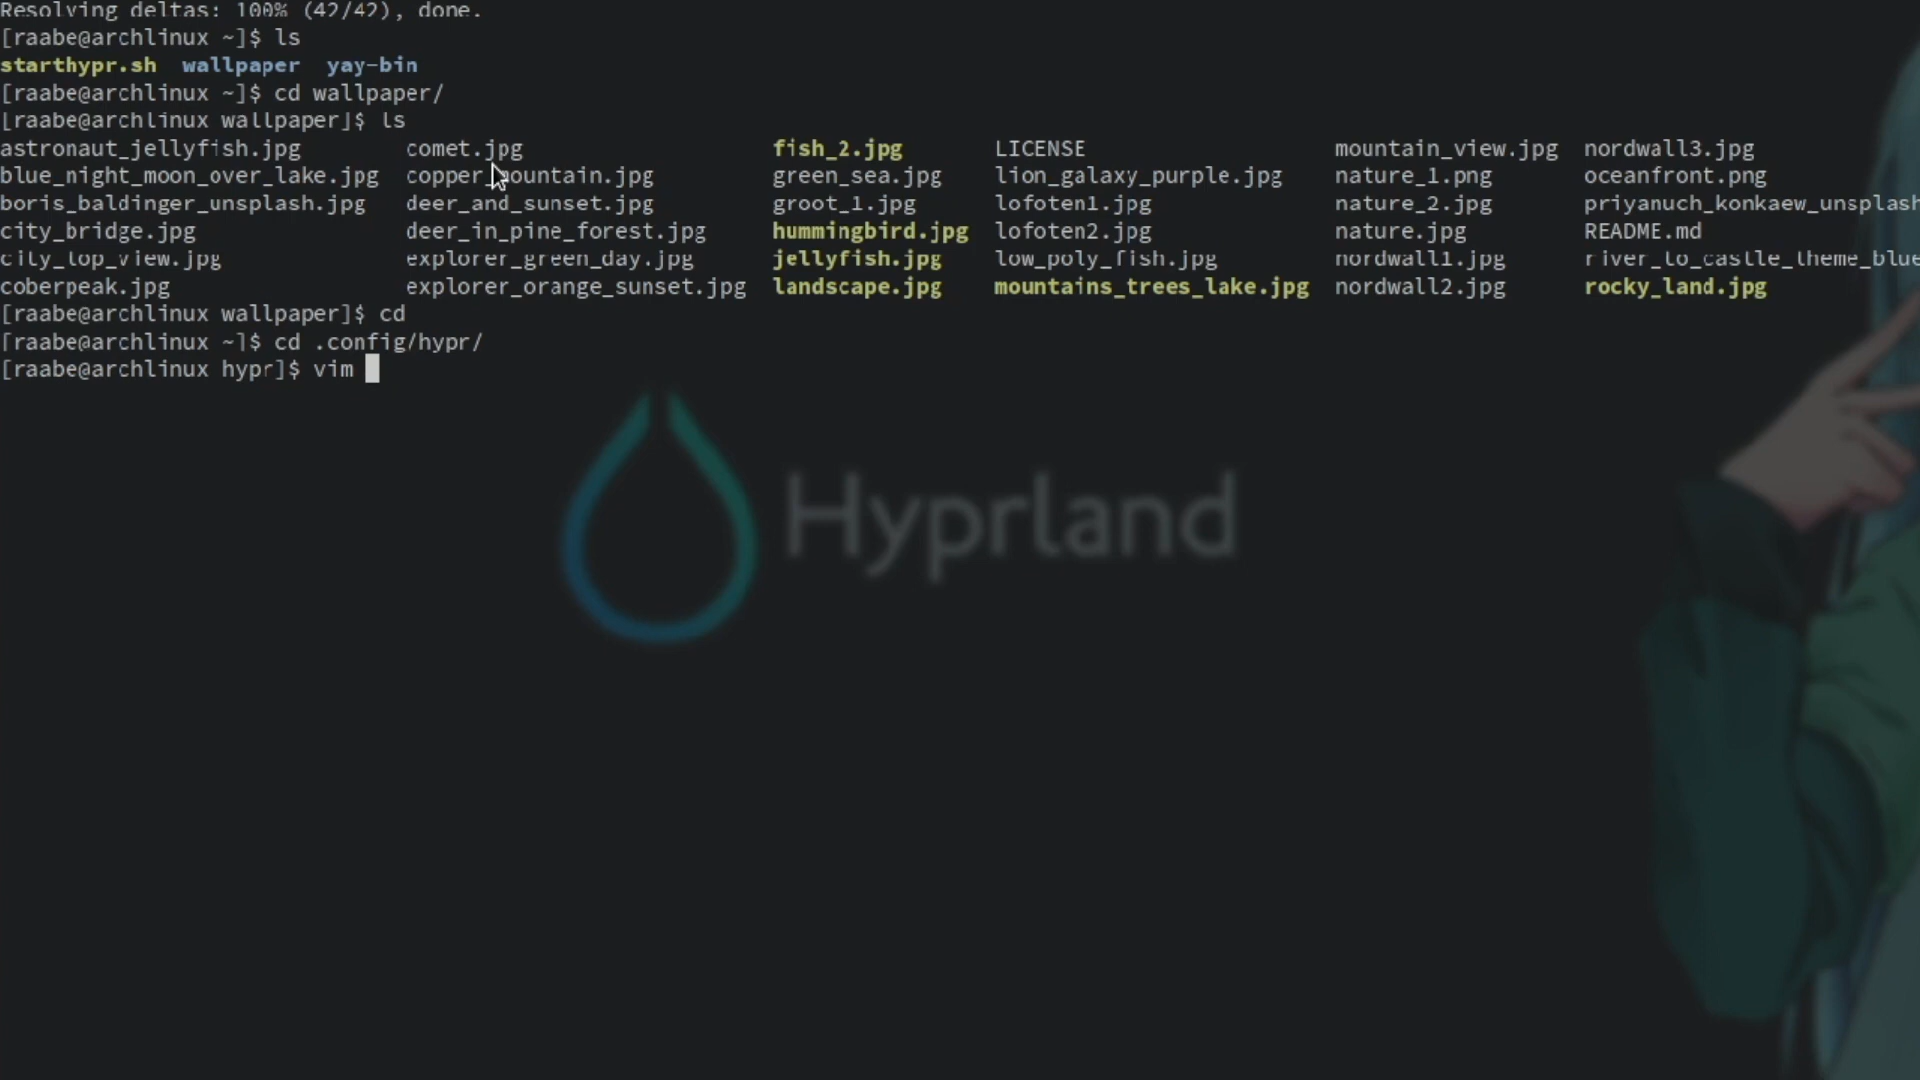 Resolving deltas: 100% (42/42), done.
[raabe@archlinux ~]$ ls
starthypr.sh  wallpaper  yay-bin
[raabe@archlinux ~]$ cd wallpaper/
[raabe@archlinux wallpaper]$ ls
astronaut_jellyfish.jpg  comet.jpg  fish_2.jpg  LICENSE  mountain_view.jpg  nordwall3.jpg
blue_night_moon_over_lake.jpg  copper_mountain.jpg  green_sea.jpg  lion_galaxy_purple.jpg  nature_1.png  oceanfront.png
boris_baldinger_unsplash.jpg  deer_and_sunset.jpg  groot_1.jpg  lofoten1.jpg  nature_2.jpg  priyanuch_konkaew_unsplash
city_bridge.jpg  deer_in_pine_forest.jpg  hummingbird.jpg  lofoten2.jpg  nature.jpg  README.md
city_top_view.jpg  explorer_green_day.jpg  jellyfish.jpg  low_poly_fish.jpg  nordwall1.jpg  river_to_castle_theme_blue
coberpeak.jpg  explorer_orange_sunset.jpg  landscape.jpg  mountains_trees_lake.jpg  nordwall2.jpg  rocky_land.jpg
[raabe@archlinux wallpaper]$ cd
[raabe@archlinux ~]$ cd .config/hypr/
[raabe@archlinux hypr]$ vim
Hyprland